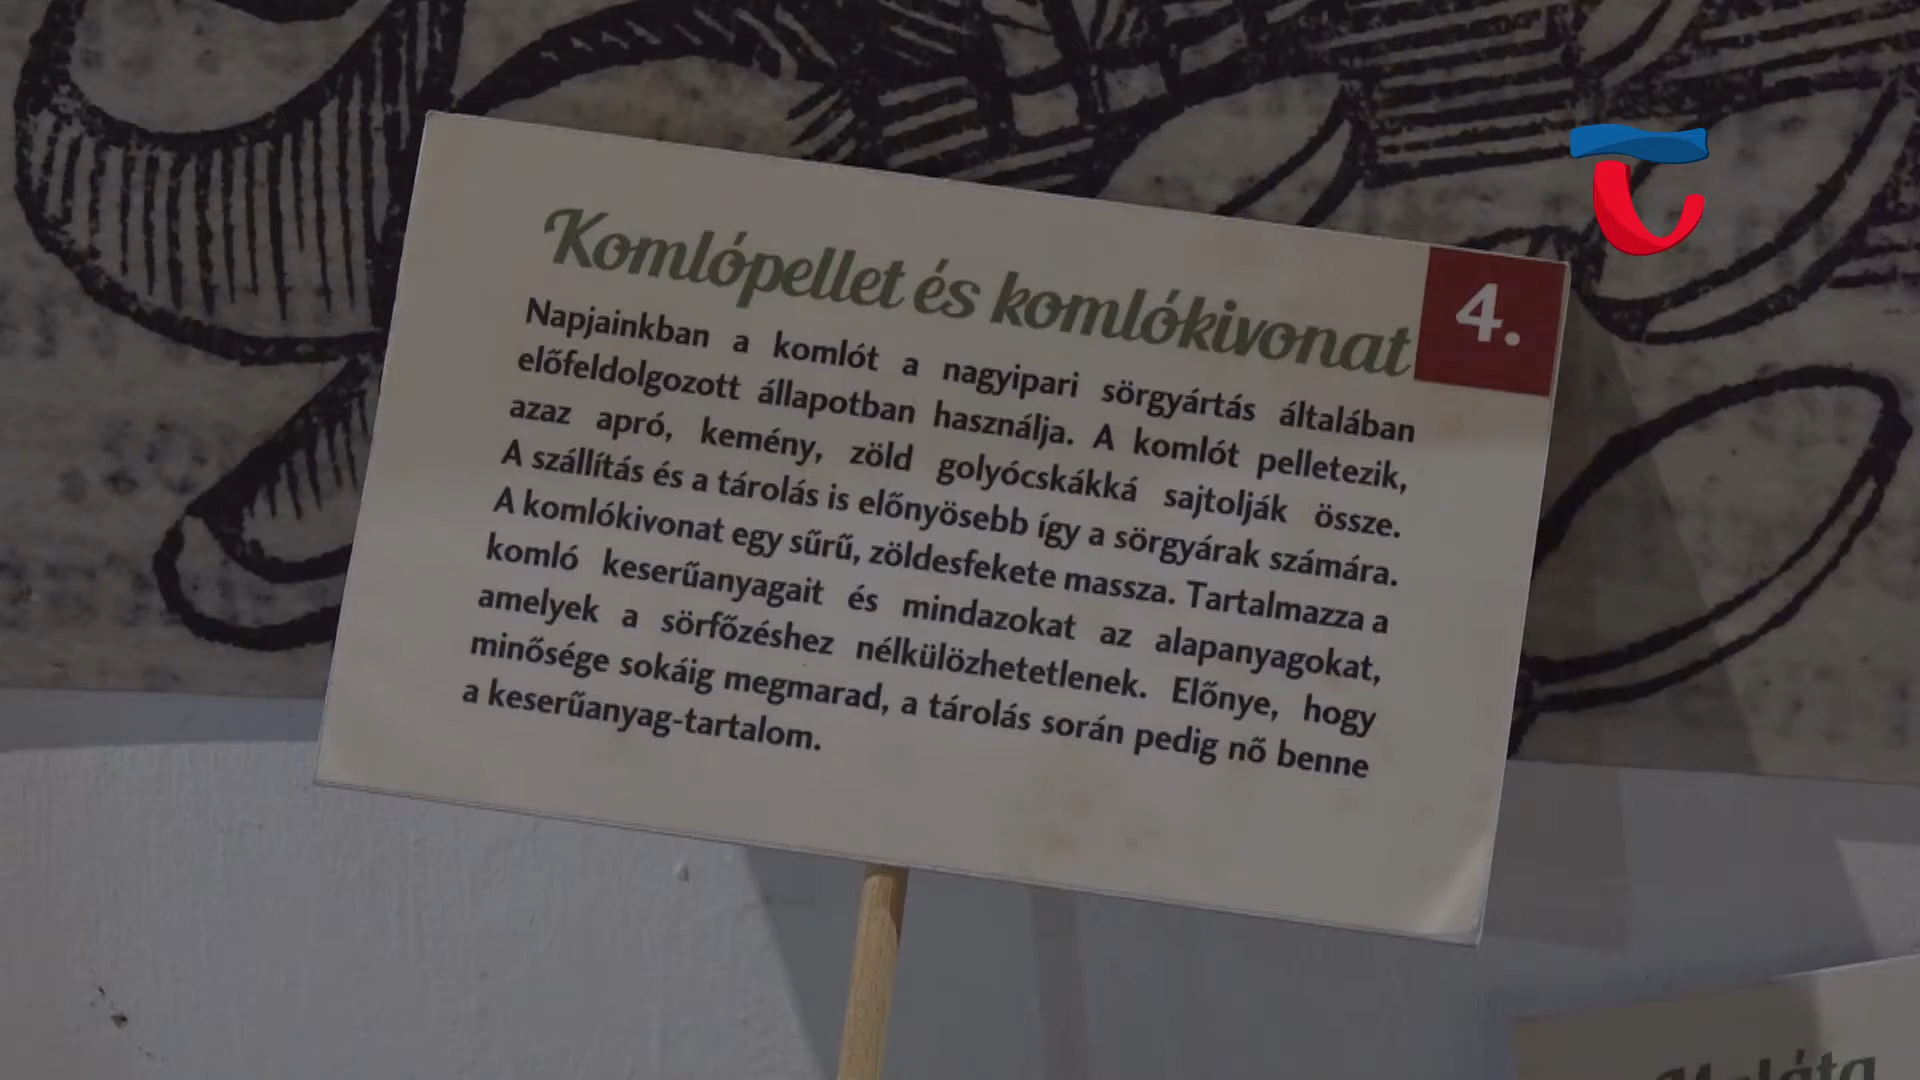 Komlópellet és komlókivonat
4.
Napjainkban a komlót a nagyipari sörgyártás általában
előfeldolgozott állapotban használja. A komlót pelletezik,
azaz apró, kemény, zöld golyócskákká sajtolják össze.
A szállítás és a tárolás is előnyösebb így a sörgyárak számára.
A komlókivonat egy sűrű, zöldesfekete massza. Tartalmazza a
komló keserűanyagait és mindazokat az alapanyagokat,
amelyek a sörfőzéshez nélkülözhetetlenek. Előnye, hogy
minősége sokáig megmarad, a tárolás során pedig nő benne
a keserűanyag-tartalom.